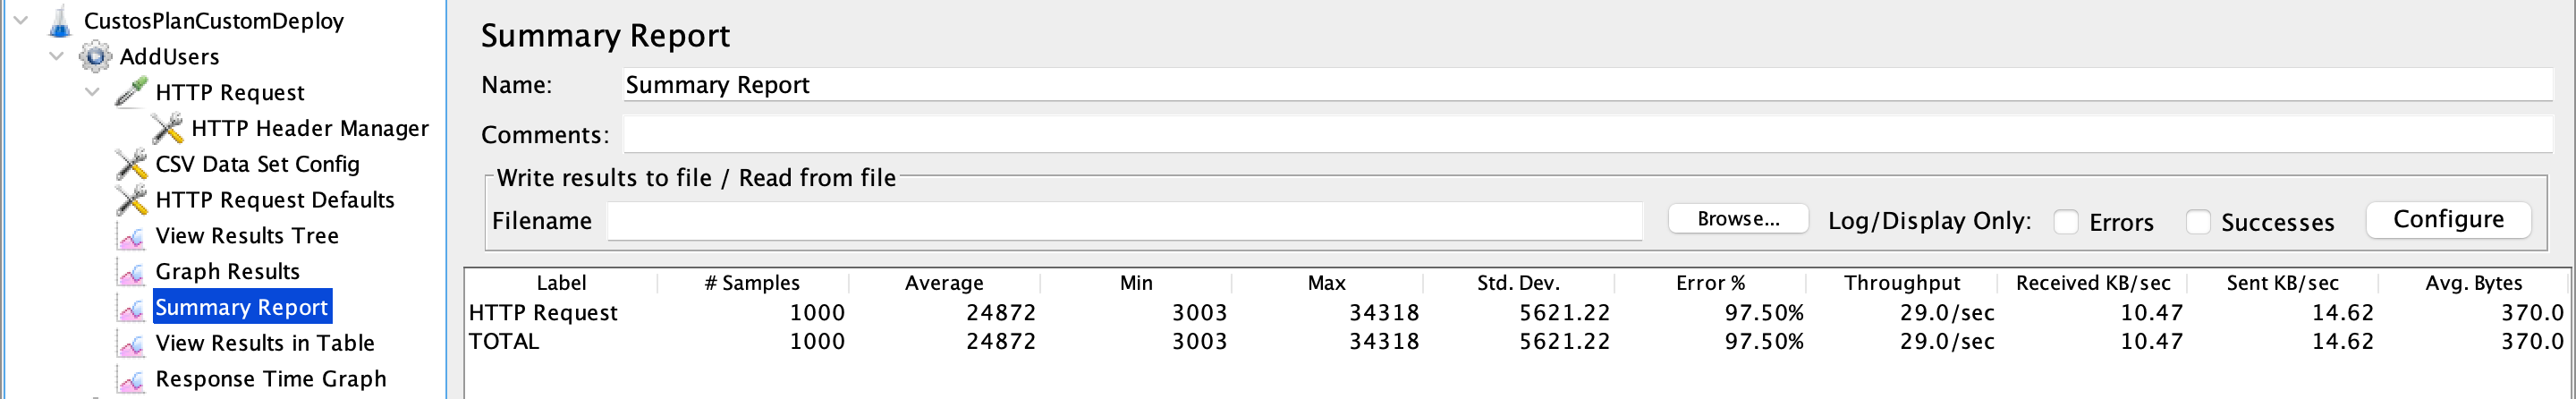 CustosPlanCustomDeploy
AddUsers
HTTP Request
HTTP Header Manager
CSV Data Set Config
HTTP Request Defaults
View Results Tree
Graph Results
Summary Report
View Results in Table
Response Time Graph
Summary Report
Name: Summary Report
Comments:
Write results to file / Read from file
Filename Browse... Log/Display Only: Errors Successes Configure
Label # Samples Average Min Max Std. Dev. Error % Throughput Received KB/sec Sent KB/sec Avg. Bytes
HTTP Request 1000 24872 3003 34318 5621.22 97.50% 29.0/sec 10.47 14.62 370.0
TOTAL 1000 24872 3003 34318 5621.22 97.50% 29.0/sec 10.47 14.62 370.0